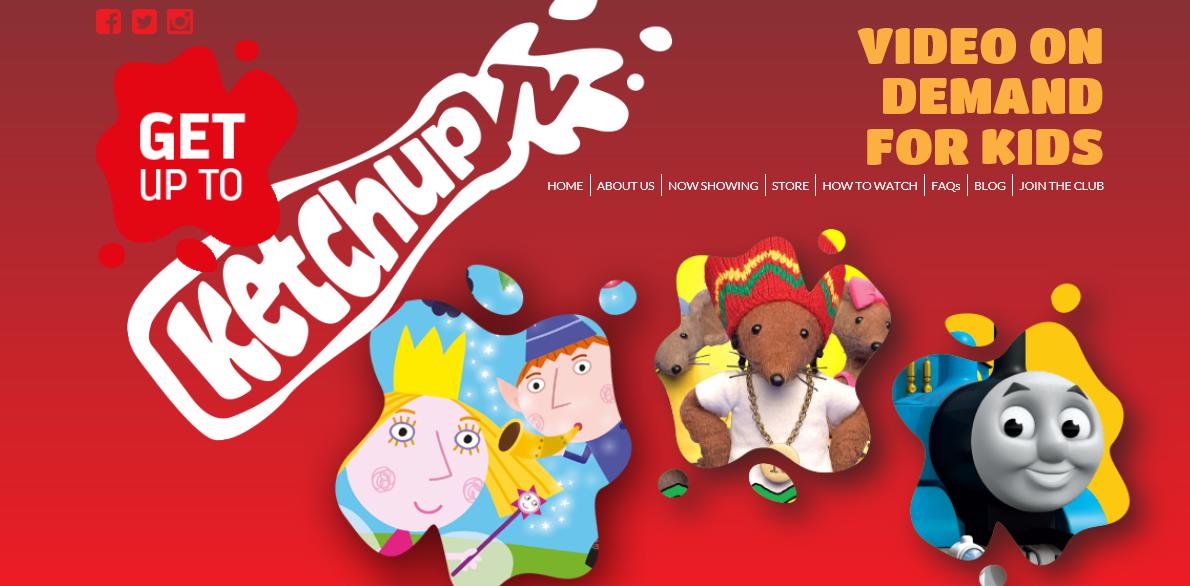 GET
UP TO
ketchup
VIDEO ON
DEMAND
FOR KIDS
HOME ABOUT US NOW SHOWING STORE HOW TO WATCH FAQs BLOG JOIN THE CLUB